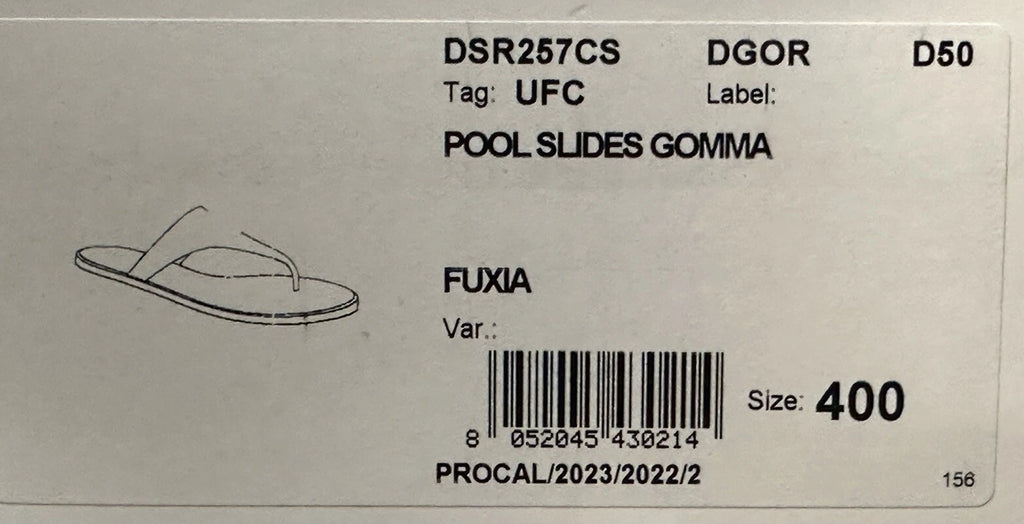 DSR257CS DGOR D50
Tag: UFC Label:
POOL SLIDES GOMMA
FUXIA
Var.:
Size: 400
8 052045 430214
PROCAL/2023/2022/2
156